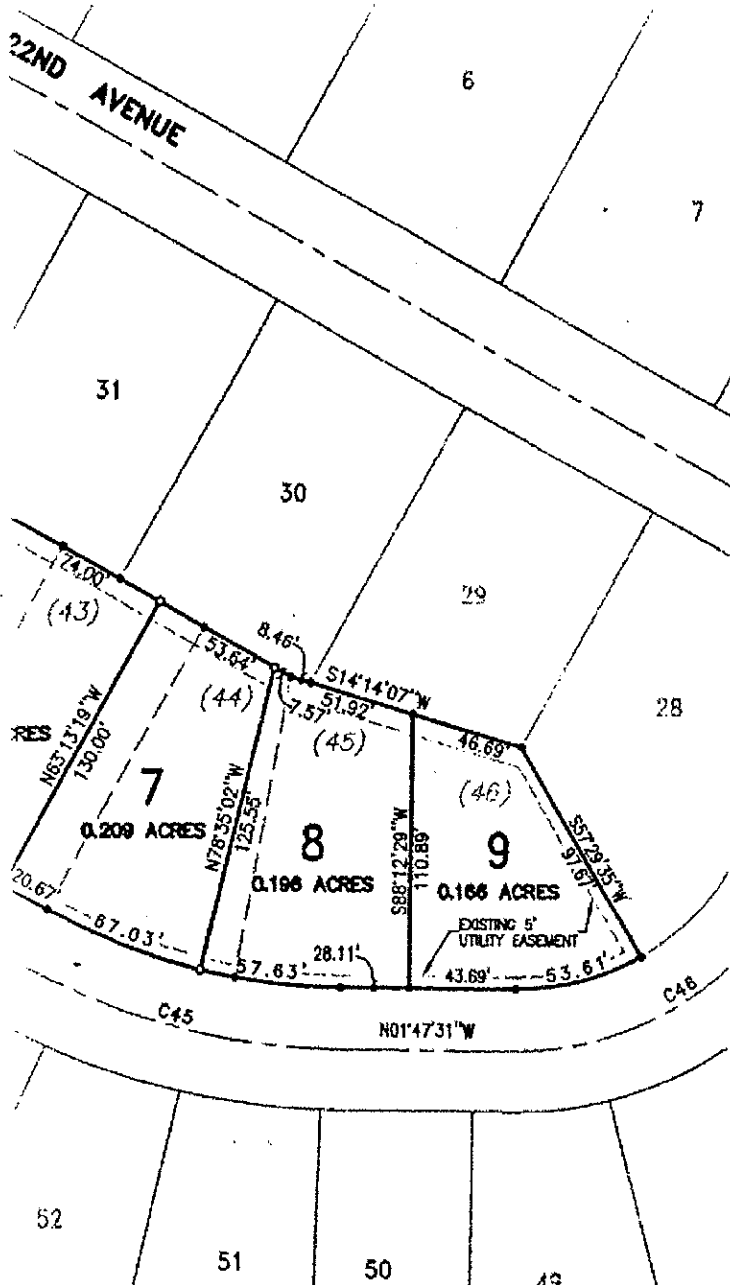 22ND AVENUE
6
7
31
30
29
28
74.00'
(43)
53.64'
(44)
8.46'
7.57'
S14°14'07"W
51.92'
(45)
46.69'
(46)
RES
N63°13'19"W
130.00'
7
0.209 ACRES
N78°35'02"W
125.55'
8
0.196 ACRES
S88°12'29"W
110.89'
9
0.166 ACRES
S57°29'35"W
97.67'
EXISTING 5'
UTILITY EASEMENT
20.67'
67.03'
57.63'
28.11'
43.69'
53.61'
C45
N01°47'31"W
C48
52
51
50
49